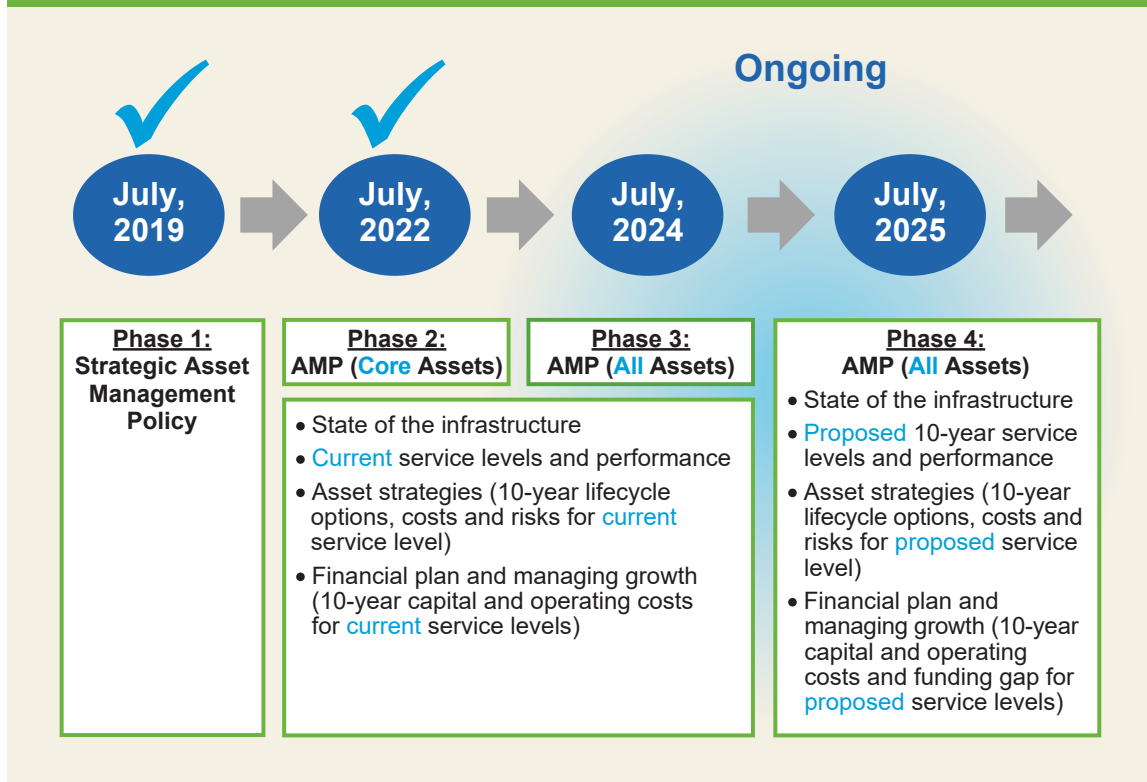 Ongoing
July,
2019
July,
2022
July,
2024
July,
2025
Phase 1:
Strategic Asset
Management
Policy
Phase 2:
AMP (Core Assets)
Phase 3:
AMP (All Assets)
• State of the infrastructure
• Current service levels and performance
• Asset strategies (10-year lifecycle
options, costs and risks for current
service level)
• Financial plan and managing growth
(10-year capital and operating costs
for current service levels)
Phase 4:
AMP (All Assets)
• State of the infrastructure
• Proposed 10-year service
levels and performance
• Asset strategies (10-year
lifecycle options, costs and
risks for proposed service
level)
• Financial plan and
managing growth (10-year
capital and operating
costs and funding gap for
proposed service levels)